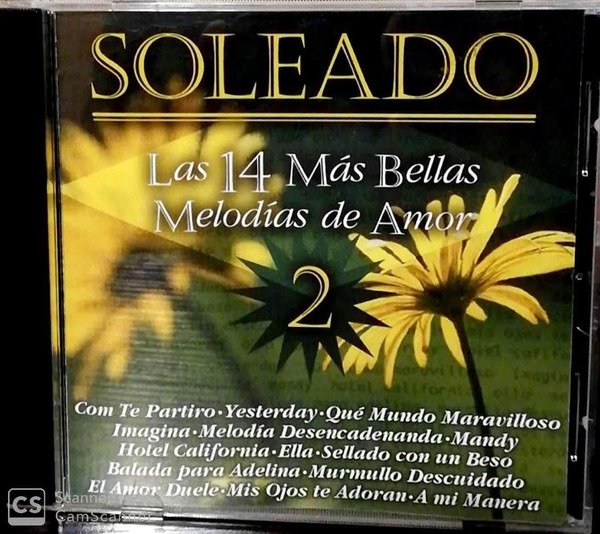 SOLEADO
Las 14 Más Bellas
Melodías de Amor
2
Com Te Partiro·Yesterday·Qué Mundo Maravilloso
Imagina·Melodía Desencadenanda·Mandy
Hotel California·Ella·Sellado con un Beso
Balada para Adelina·Murmullo Descuidado
El Amor Duele·Mis Ojos te Adoran·A mi Manera
CS
Scanned
CamScanner